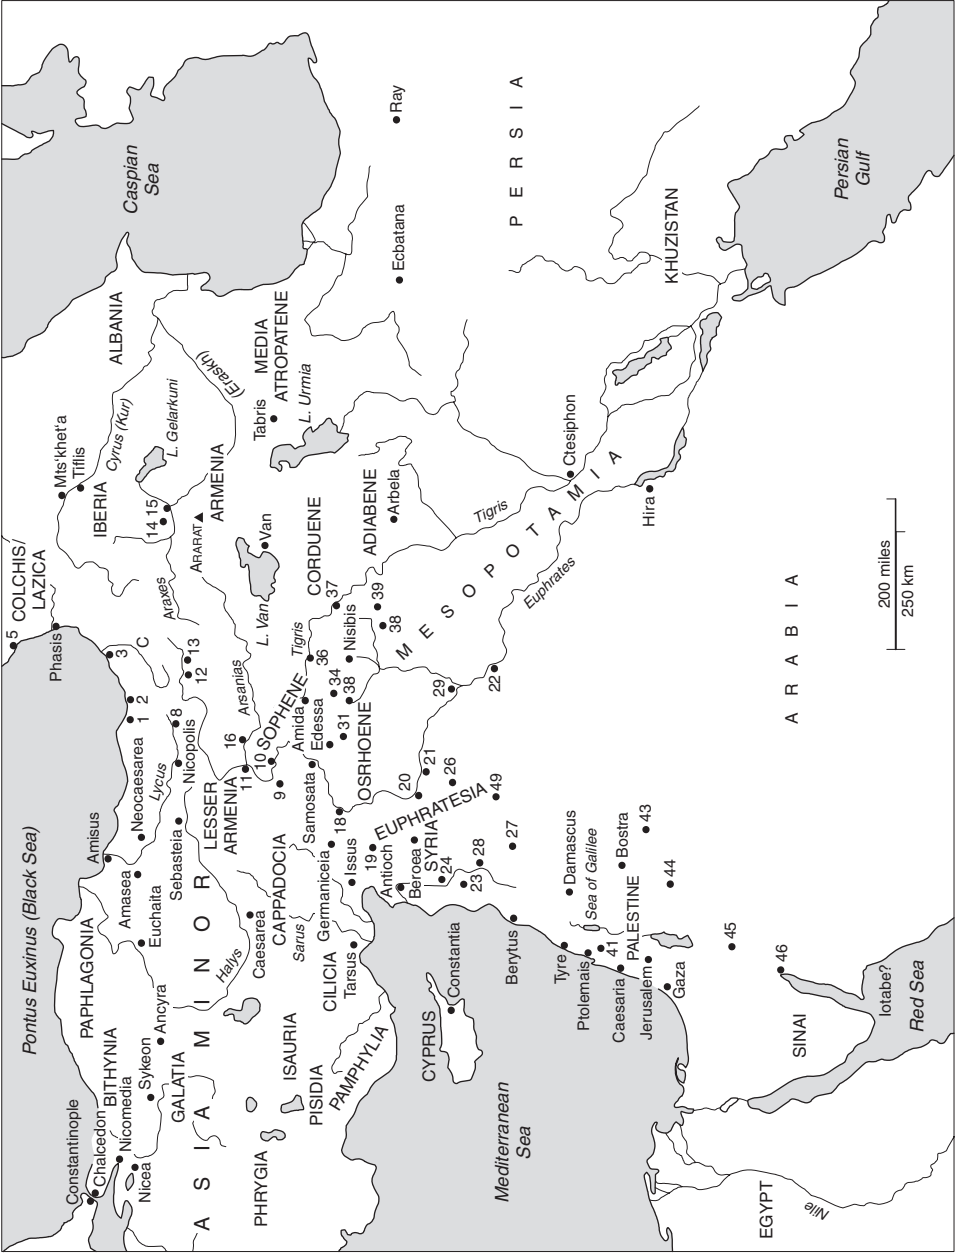 Pontus Euxinus (Black Sea)
Constantinople
Chalcedon
Nicomedia
Nicea
BITHYNIA
PAPHLAGONIA
Sykeon
Ancyra
GALATIA
Amisus
Amasea
Euchaita
Neocaesarea
Lycus
Sebasteia
Nicopolis
1
2
3
C
5
Phasis
COLCHIS/
LAZICA
8
12
13
Araxes
IBERIA
Mts'khet'a
Tiflis
Cyrus (Kur)
ALBANIA
Caspian
Sea
14
15
L. Gelarkuni
(Eraskh)
ARARAT
ARMENIA
ASIA MINOR
Halys
Caesarea
CAPPADOCIA
Sarus
LESSER
ARMENIA
11
16
10
9
SOPHENE
Arsanias
L. Van
Van
Tabris
L. Urmia
MEDIA
ATROPATENE
PHRYGIA
PISIDIA
ISAURIA
PAMPHYLIA
CILICIA
Tarsus
Germaniceia
Issus
Samosata
18
19
Amida
Edessa
31
34
38
36
Tigris
Nisibis
37
CORDUENE
38
39
ADIABENE
Arbela
Ecbatana
Ray
PERSIA
OSRHOENE
EUPHRATESIA
Antioch
Beroea
SYRIA
20
21
26
49
24
23
28
27
29
22
MESOPOTAMIA
Tigris
Euphrates
Ctesiphon
Hira
KHUZISTAN
Persian
Gulf
CYPRUS
Constantia
Mediterranean
Sea
Berytus
Tyre
Ptolemais
Damascus
Sea of Galilee
41
Caesaria
PALESTINE
Bostra
43
44
Jerusalem
Gaza
45
46
ARABIA
200 miles
250 km
SINAI
Iotabe?
Red Sea
EGYPT
Nile